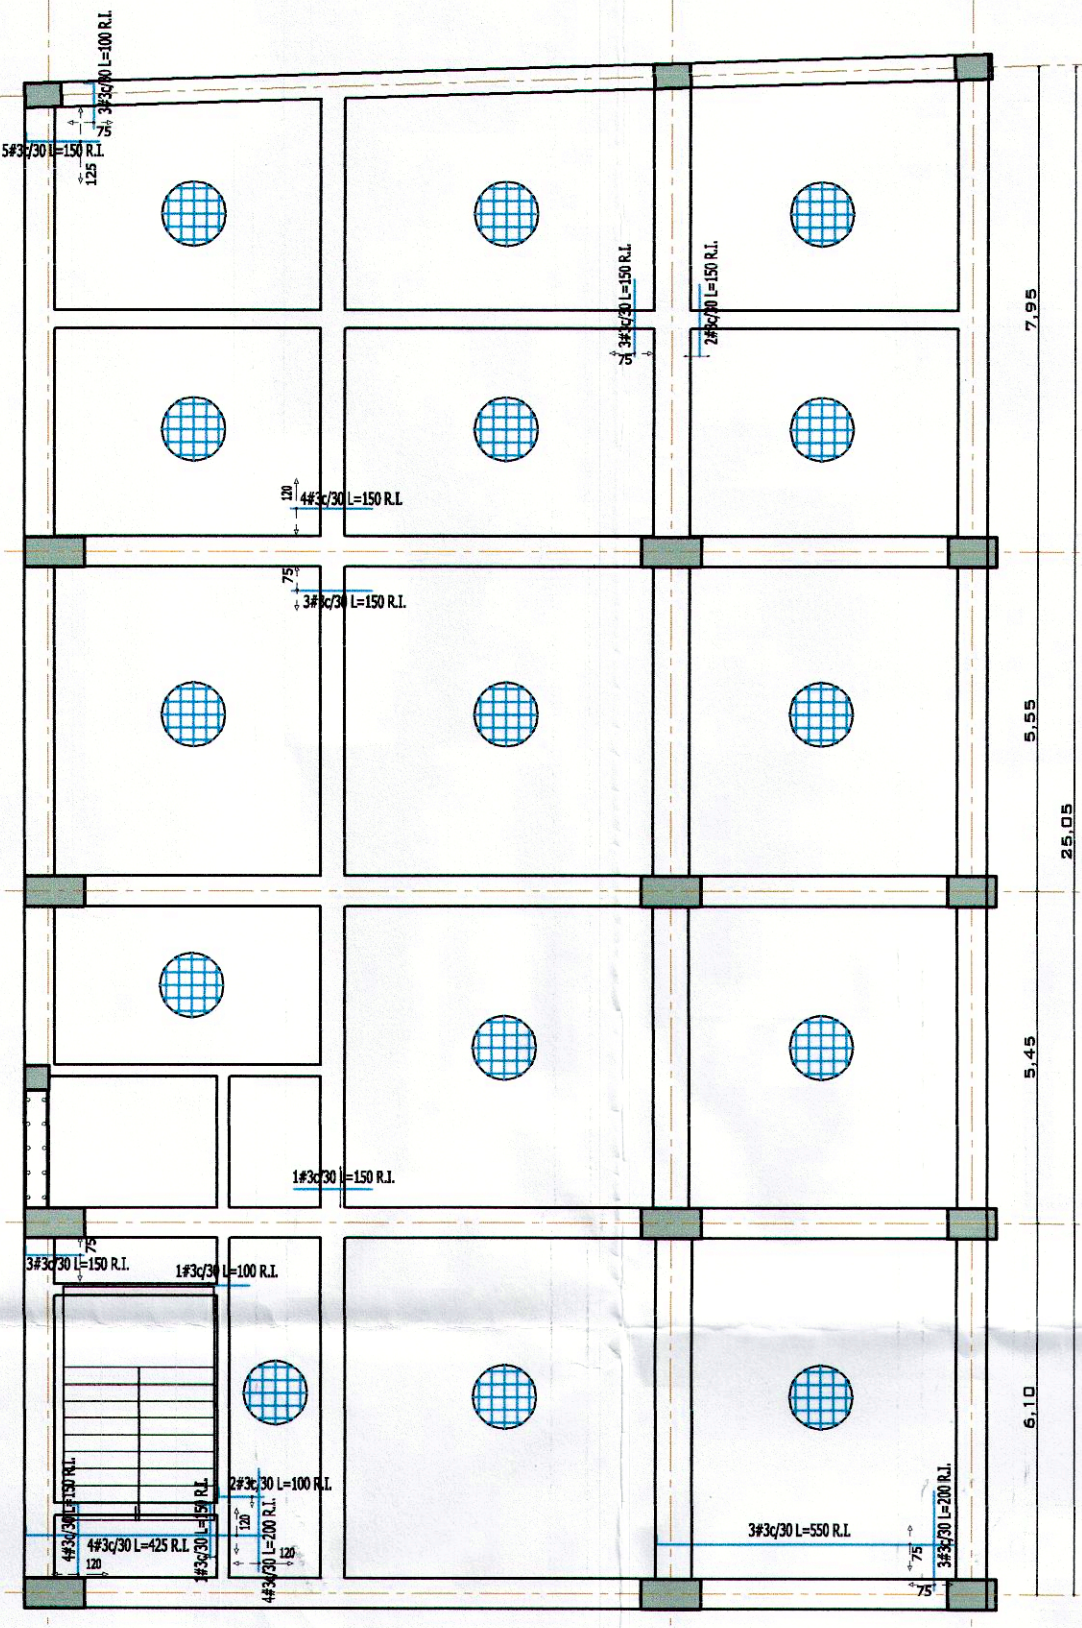 3#3c/30 L=100 R.I.
75
5#3c/30 L=150 R.I.
125
3#3c/30 L=150 R.I.
75
2#3c/30 L=150 R.I.
7,95
120
4#3c/30 L=150 R.I.
75
3#3c/30 L=150 R.I.
5,55
25,05
5,45
1#3c/30 L=150 R.I.
75
3#3c/30 L=150 R.I.
1#3c/30 L=100 R.I.
6,10
4#3c/30 L=150 R.I.
120
4#3c/30 L=425 R.I.
1#3c/30 L=150 R.I.
2#3c/30 L=100 R.I.
120
4#3c/30 L=200 R.I.
120
3#3c/30 L=550 R.I.
75
3#3c/30 L=200 R.I.
75